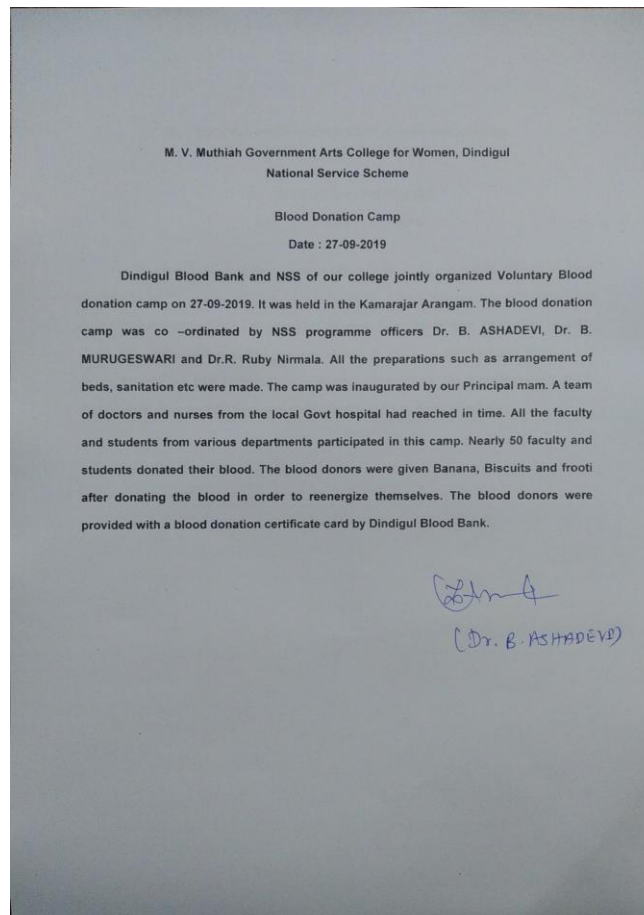 M. V. Muthiah Government Arts College for Women, Dindigul
National Service Scheme
Blood Donation Camp
Date : 27-09-2019
Dindigul Blood Bank and NSS of our college jointly organized Voluntary Blood
donation camp on 27-09-2019. It was held in the Kamarajar Arangam. The blood donation
camp was co –ordinated by NSS programme officers Dr. B. ASHADEVI, Dr. B.
MURUGESWARI and Dr.R. Ruby Nirmala. All the preparations such as arrangement of
beds, sanitation etc were made. The camp was inaugurated by our Principal mam. A team
of doctors and nurses from the local Govt hospital had reached in time. All the faculty
and students from various departments participated in this camp. Nearly 50 faculty and
students donated their blood. The blood donors were given Banana, Biscuits and frooti
after donating the blood in order to reenergize themselves. The blood donors were
provided with a blood donation certificate card by Dindigul Blood Bank.
(Dr. B. ASHADEVI)